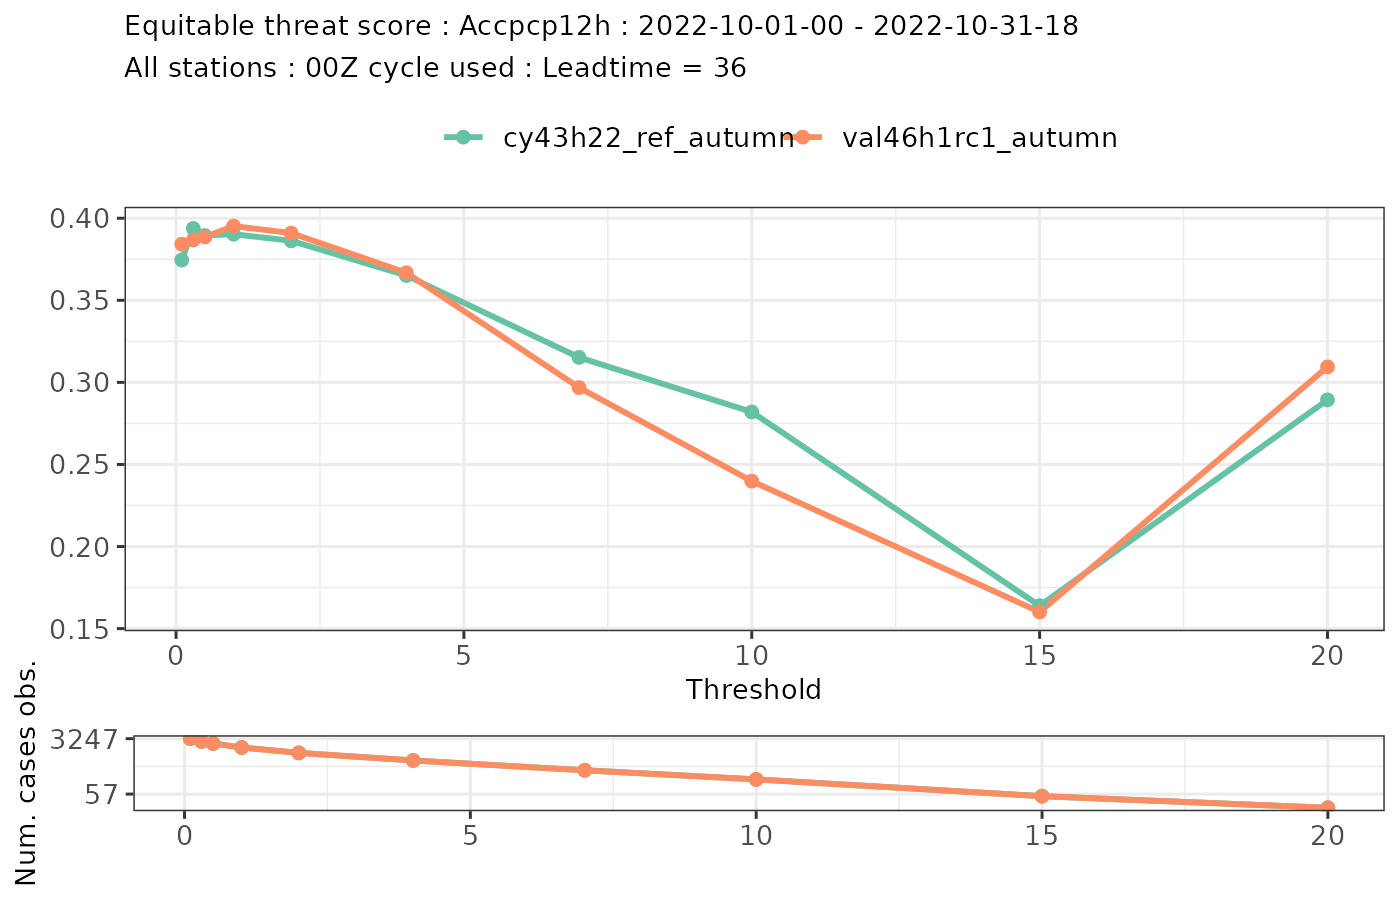 Equitable threat score : Accpcp12h : 2022-10-01-00 - 2022-10-31-18
All stations : 00Z cycle used : Leadtime = 36
cy43h22_ref_autumn val46h1rc1_autumn
0.40
0.35
0.30
0.25
0.20
0.15
0 5 10 15 20
Threshold
Num. cases obs.
3247
57
0 5 10 15 20